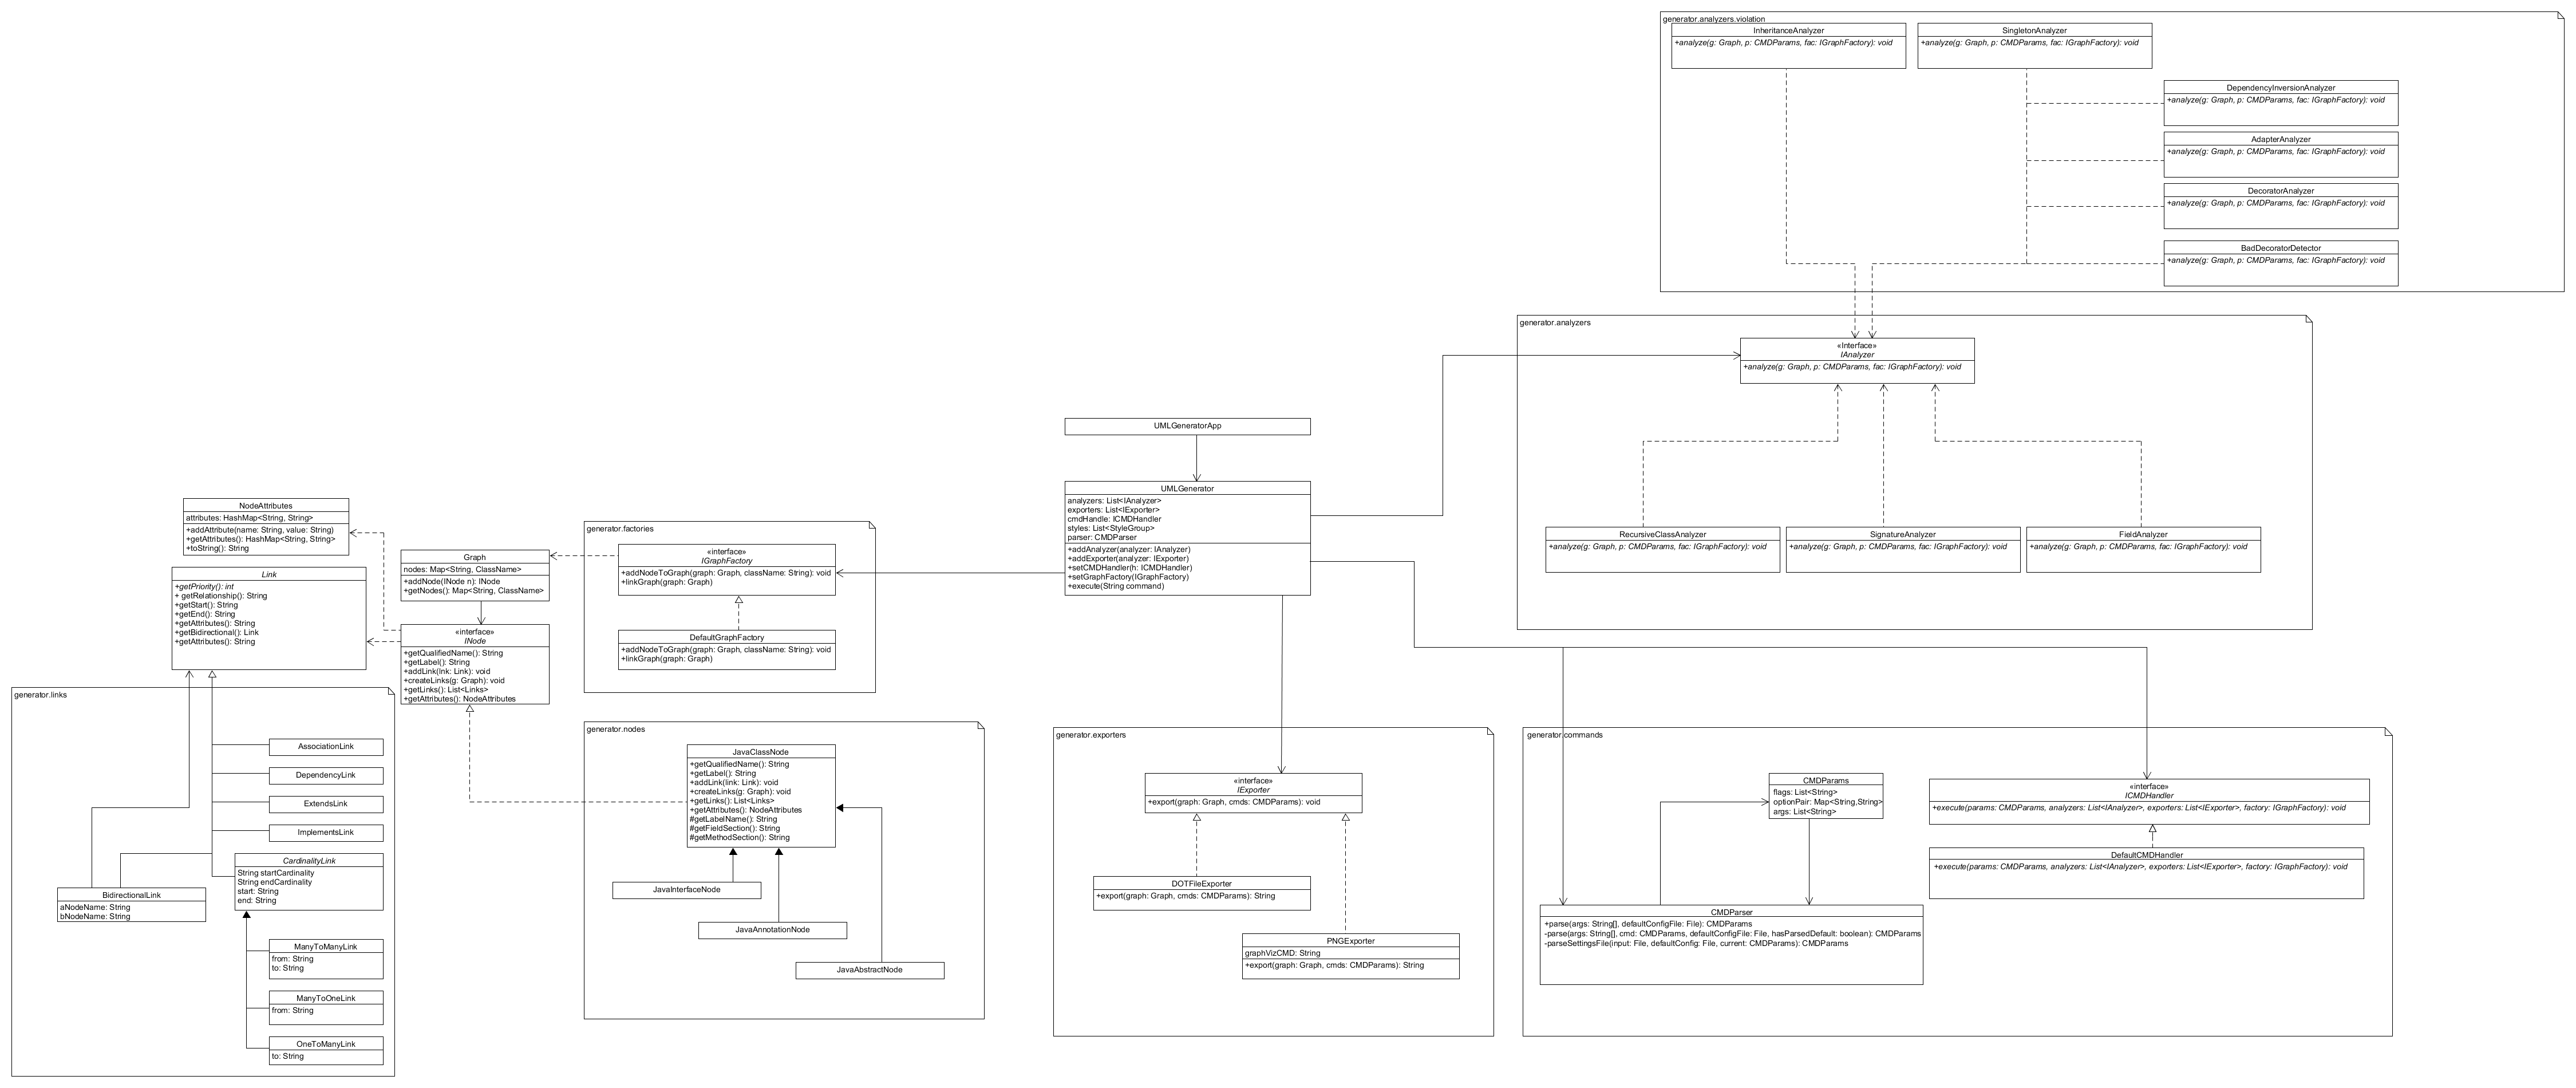 generator.analyzers.violation
InheritanceAnalyzer
+analyze(g: Graph, p: CMDParams, fac: IGraphFactory): void
SingletonAnalyzer
+analyze(g: Graph, p: CMDParams, fac: IGraphFactory): void
DependencyInversionAnalyzer
+analyze(g: Graph, p: CMDParams, fac: IGraphFactory): void
AdapterAnalyzer
+analyze(g: Graph, p: CMDParams, fac: IGraphFactory): void
DecoratorAnalyzer
+analyze(g: Graph, p: CMDParams, fac: IGraphFactory): void
BadDecoratorDetector
+analyze(g: Graph, p: CMDParams, fac: IGraphFactory): void
generator.analyzers
«Interface»
IAnalyzer
+analyze(g: Graph, p: CMDParams, fac: IGraphFactory): void
RecursiveClassAnalyzer
+analyze(g: Graph, p: CMDParams, fac: IGraphFactory): void
SignatureAnalyzer
+analyze(g: Graph, p: CMDParams, fac: IGraphFactory): void
FieldAnalyzer
+analyze(g: Graph, p: CMDParams, fac: IGraphFactory): void
UMLGeneratorApp
UMLGenerator
analyzers: List<IAnalyzer>
exporters: List<IExporter>
cmdHandle: ICMDHandler
styles: List<StyleGroup>
parser: CMDParser
+addAnalyzer(analyzer: IAnalyzer)
+addExporter(analyzer: IExporter)
+setCMDHandler(h: ICMDHandler)
+setGraphFactory(IGraphFactory)
+execute(String command)
NodeAttributes
attributes: HashMap<String, String>
+addAttribute(name: String, value: String)
+getAttributes(): HashMap<String, String>
+toString(): String
Link
+getPriority(): int
+ getRelationship(): String
+getStart(): String
+getEnd(): String
+getAttributes(): String
+getBidirectional(): Link
+getAttributes(): String
Graph
nodes: Map<String, ClassName>
+addNode(INode n): INode
+getNodes(): Map<String, ClassName>
«interface»
INode
+getQualifiedName(): String
+getLabel(): String
+addLink(lnk: Link): void
+createLinks(g: Graph): void
+getLinks(): List<Links>
+getAttributes(): NodeAttributes
generator.factories
«interface»
IGraphFactory
+addNodeToGraph(graph: Graph, className: String): void
+linkGraph(graph: Graph)
DefaultGraphFactory
+addNodeToGraph(graph: Graph, className: String): void
+linkGraph(graph: Graph)
generator.links
AssociationLink
DependencyLink
ExtendsLink
ImplementsLink
CardinalityLink
String startCardinality
String endCardinality
start: String
end: String
BidirectionalLink
aNodeName: String
bNodeName: String
ManyToManyLink
from: String
to: String
ManyToOneLink
from: String
OneToManyLink
to: String
generator.nodes
JavaClassNode
+getQualifiedName(): String
+getLabel(): String
+addLink(link: Link): void
+createLinks(g: Graph): void
+getLinks(): List<Links>
+getAttributes(): NodeAttributes
#getLabelName(): String
#getFieldSection(): String
#getMethodSection(): String
JavaInterfaceNode
JavaAnnotationNode
JavaAbstractNode
generator.exporters
«interface»
IExporter
+export(graph: Graph, cmds: CMDParams): void
DOTFileExporter
+export(graph: Graph, cmds: CMDParams): String
PNGExporter
graphVizCMD: String
+export(graph: Graph, cmds: CMDParams): String
generator.commands
CMDParams
flags: List<String>
optionPair: Map<String,String>
args: List<String>
«interface»
ICMDHandler
+execute(params: CMDParams, analyzers: List<IAnalyzer>, exporters: List<IExporter>, factory: IGraphFactory): void
DefaultCMDHandler
+execute(params: CMDParams, analyzers: List<IAnalyzer>, exporters: List<IExporter>, factory: IGraphFactory): void
CMDParser
+parse(args: String[], defaultConfigFile: File): CMDParams
-parse(args: String[], cmd: CMDParams, defaultConfigFile: File, hasParsedDefault: boolean): CMDParams
-parseSettingsFile(input: File, defaultConfig: File, current: CMDParams): CMDParams